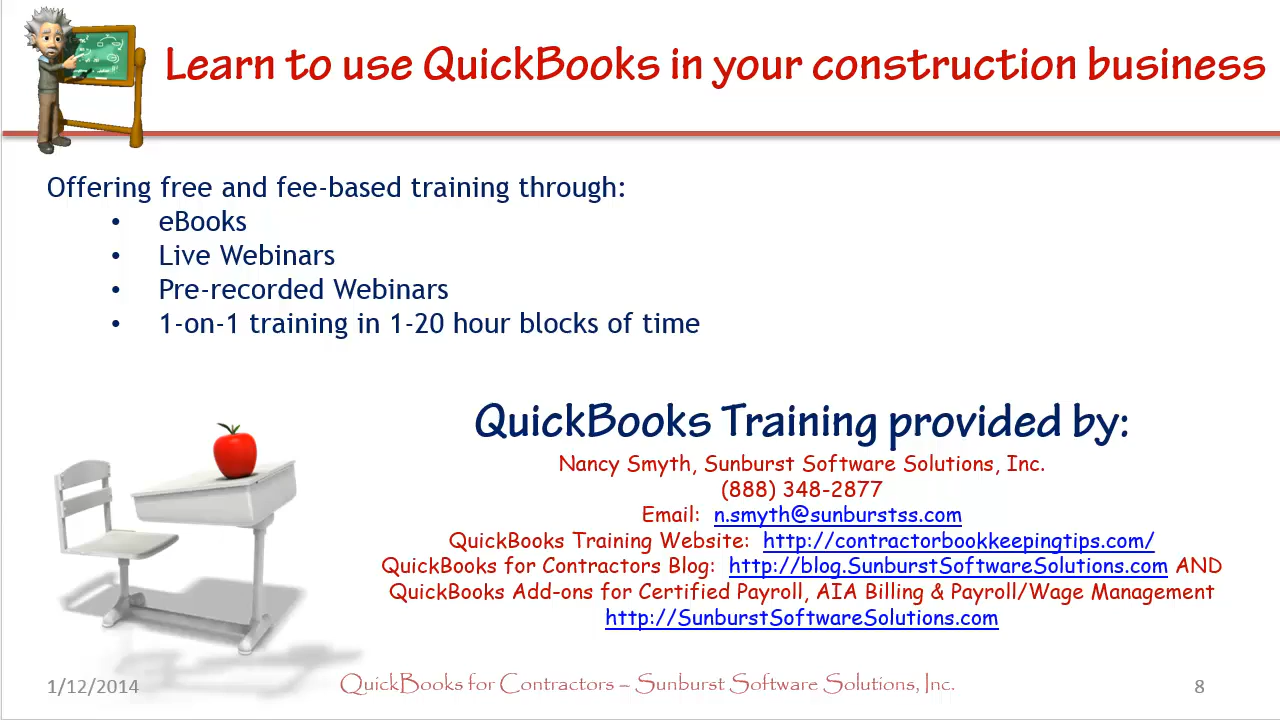 Learn to use QuickBooks in your construction business
Offering free and fee-based training through:
• eBooks
• Live Webinars
• Pre-recorded Webinars
• 1-on-1 training in 1-20 hour blocks of time
QuickBooks Training provided by:
Nancy Smyth, Sunburst Software Solutions, Inc.
(888) 348-2877
Email: n.smyth@sunburstss.com
QuickBooks Training Website: http://contractorbookkeepingtips.com/
QuickBooks for Contractors Blog: http://blog.SunburstSoftwareSolutions.com AND
QuickBooks Add-ons for Certified Payroll, AIA Billing & Payroll/Wage Management
http://SunburstSoftwareSolutions.com
1/12/2014
QuickBooks for Contractors – Sunburst Software Solutions, Inc.
8